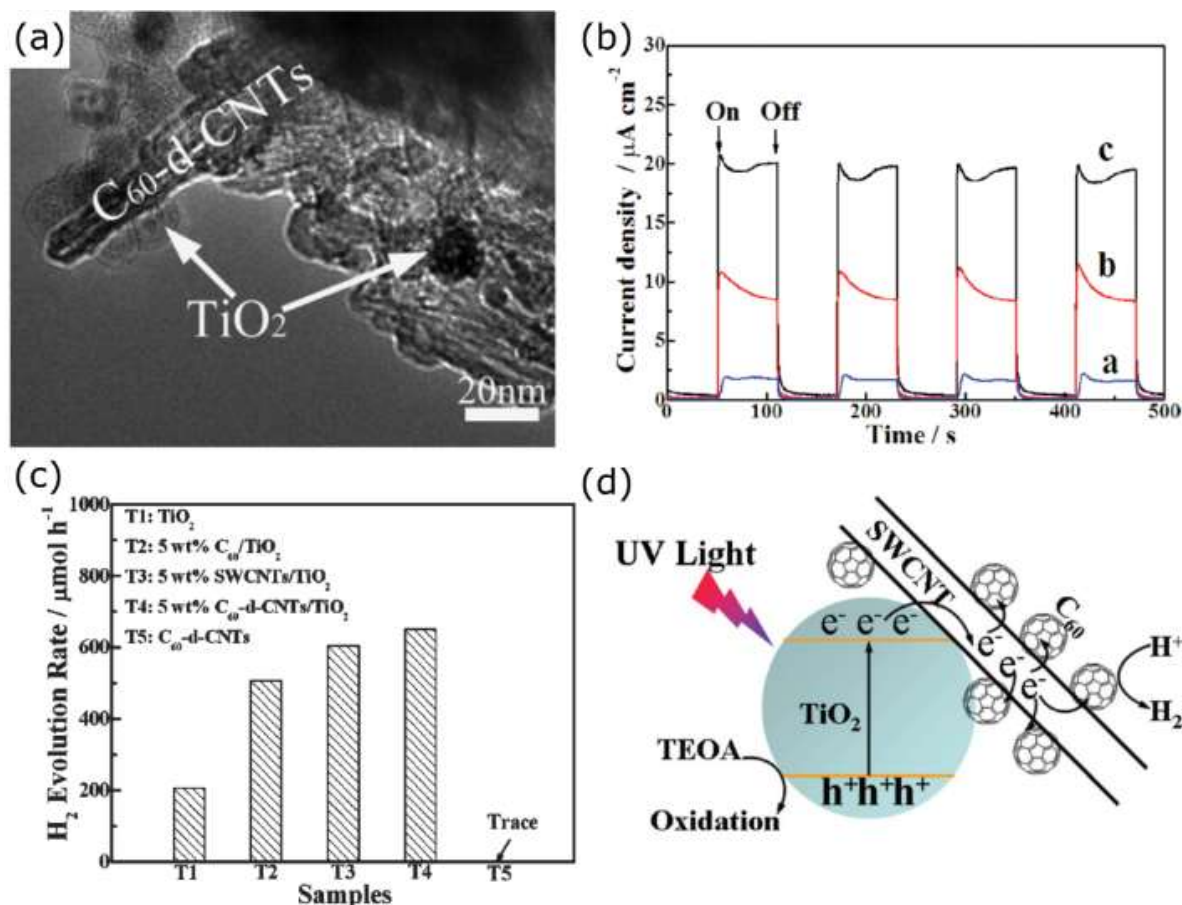 (a)
C₆₀-d-CNTs
TiO₂
20nm
(b)
Current density / μA cm⁻²
30
25
20
15
10
5
0
On
Off
c
b
a
0 100 200 300 400 500
Time / s
(c)
H₂ Evolution Rate / μmol h⁻¹
1000
800
600
400
200
0
T1: TiO₂
T2: 5 wt% C₆₀/TiO₂
T3: 5 wt% SWCNTs/TiO₂
T4: 5 wt% C₆₀-d-CNTs/TiO₂
T5: C₆₀-d-CNTs
Trace
T1 T2 T3 T4 T5
Samples
(d)
UV Light
SWCNT
C₆₀
e⁻ e⁻ e⁻
e⁻
e⁻
e⁻
H⁺
H₂
TiO₂
TEOA
h⁺h⁺h⁺
Oxidation